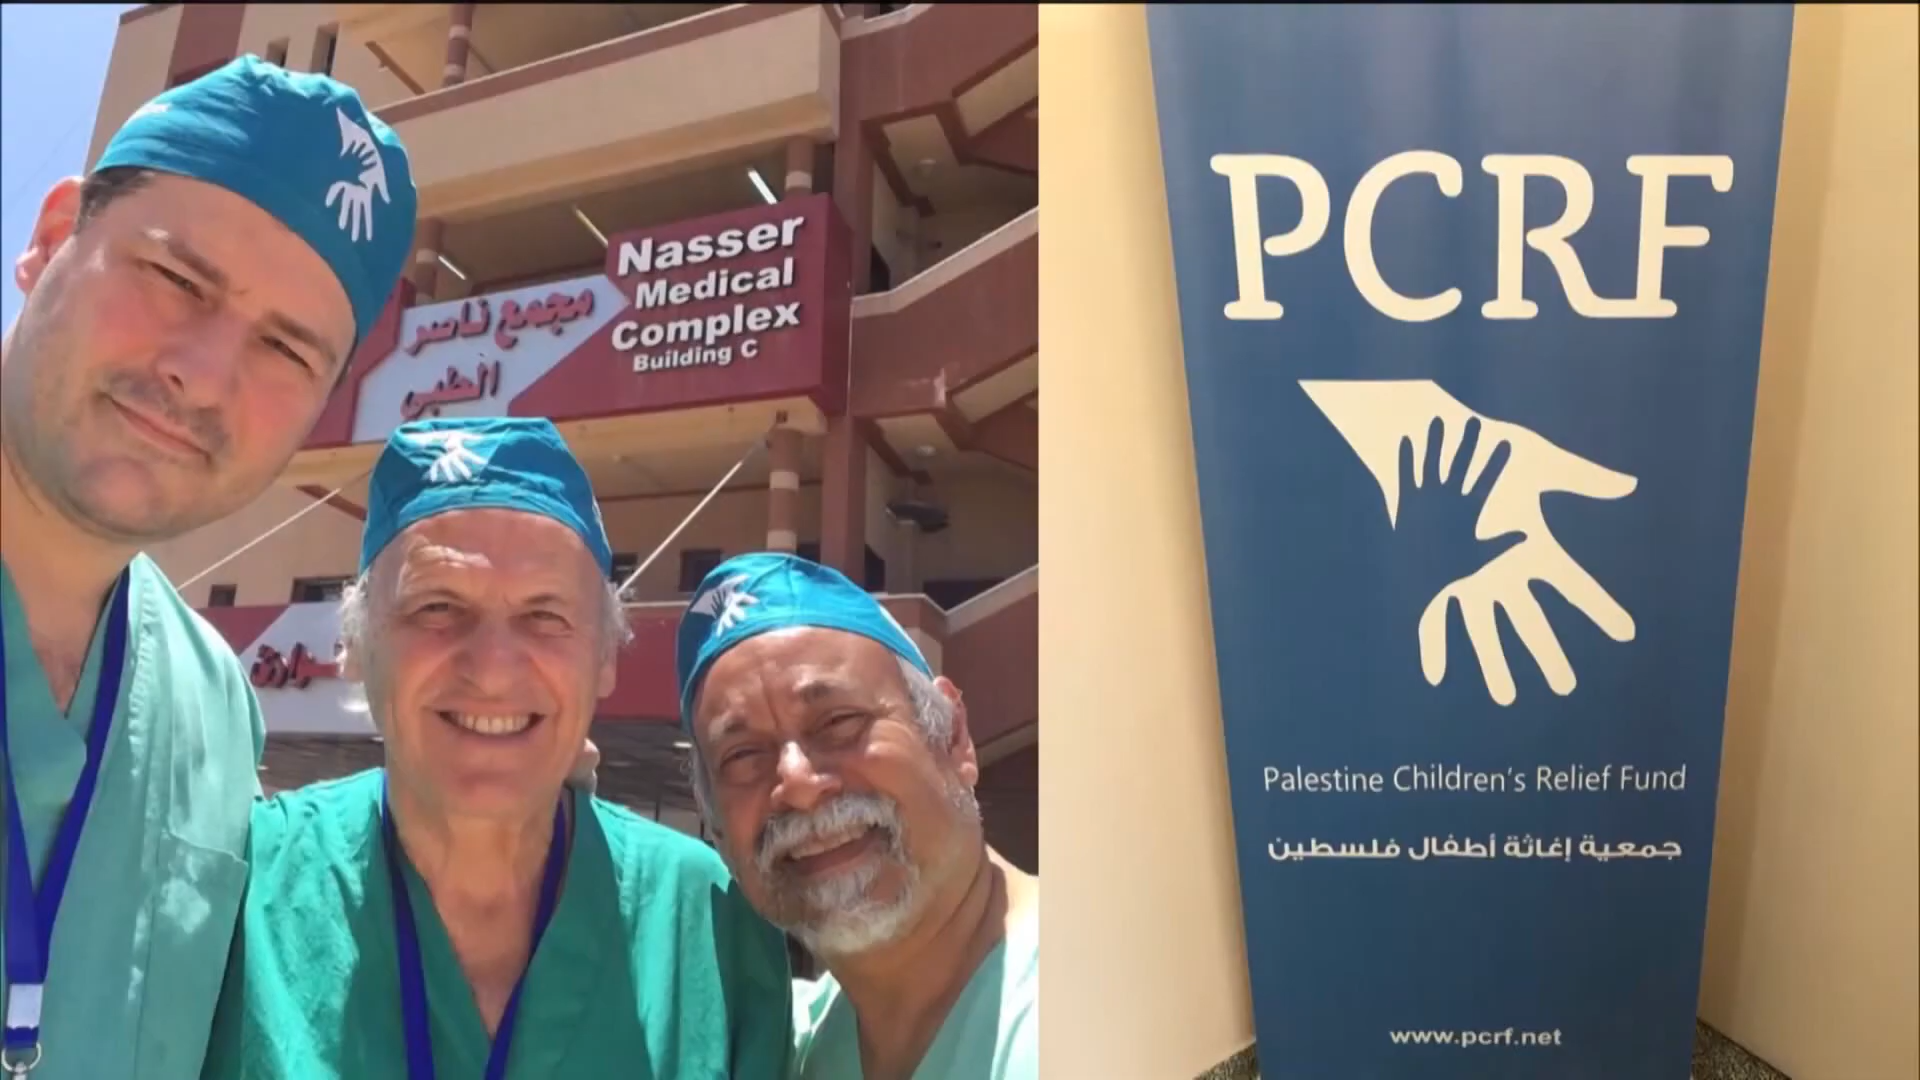 Nasser
Medical
Complex
Building C
مجمع ناصر
الطبي
PCRF
Palestine Children's Relief Fund
جمعية إغاثة أطفال فلسطين
www.pcrf.net